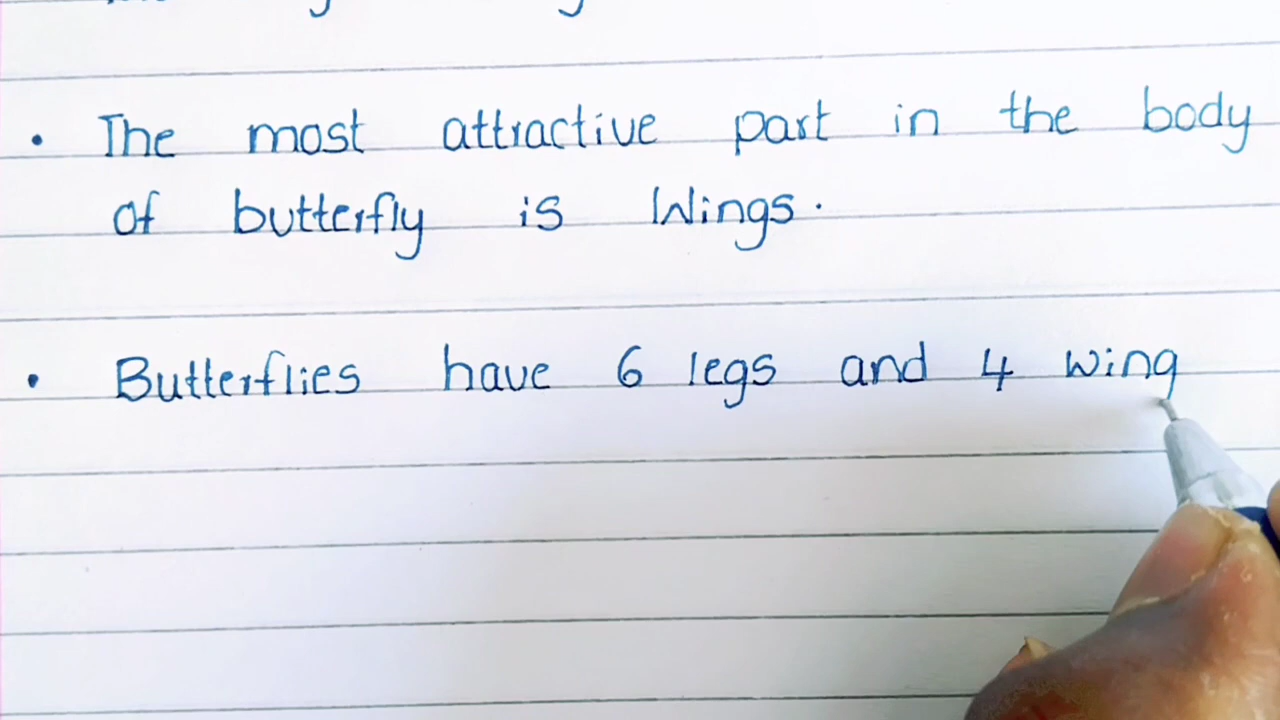 • The most attractive part in the body
of butterfly is Wings.
• Butterflies have 6 legs and 4 wing